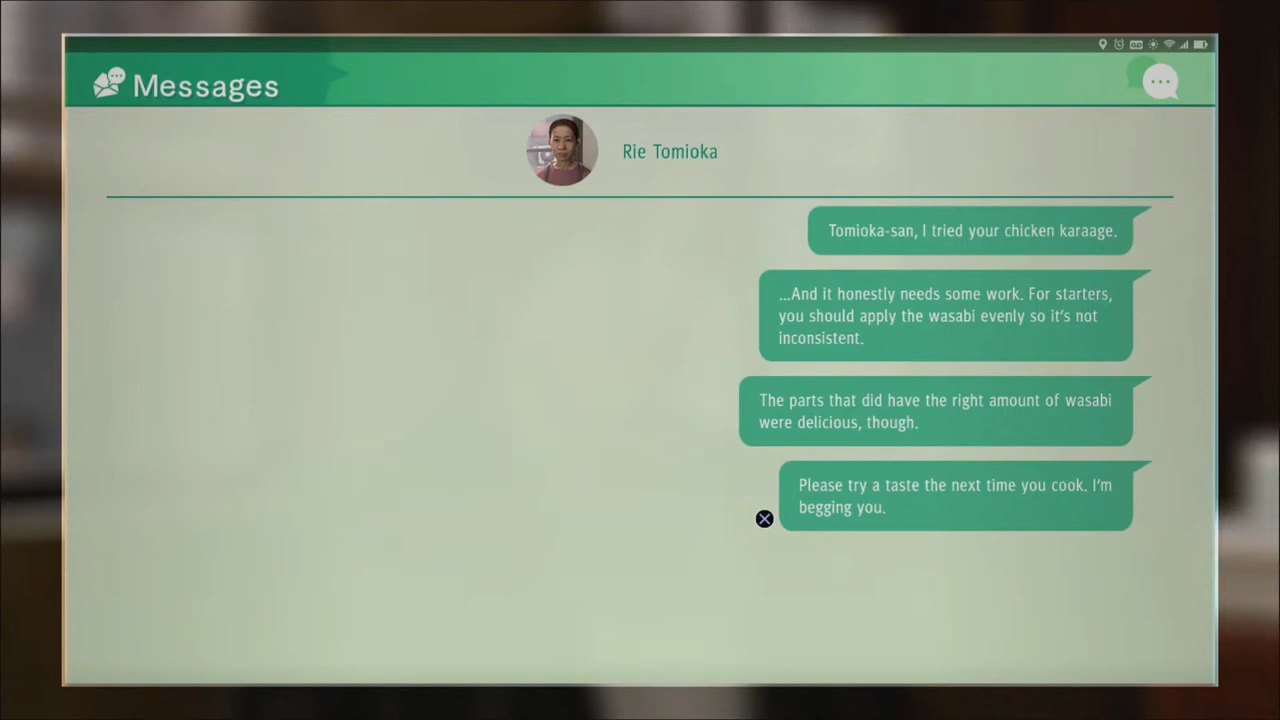 Messages
Rie Tomioka
Tomioka-san, I tried your chicken karaage.
...And it honestly needs some work. For starters,
you should apply the wasabi evenly so it's not
inconsistent.
The parts that did have the right amount of wasabi
were delicious, though.
Please try a taste the next time you cook. I'm
begging you.